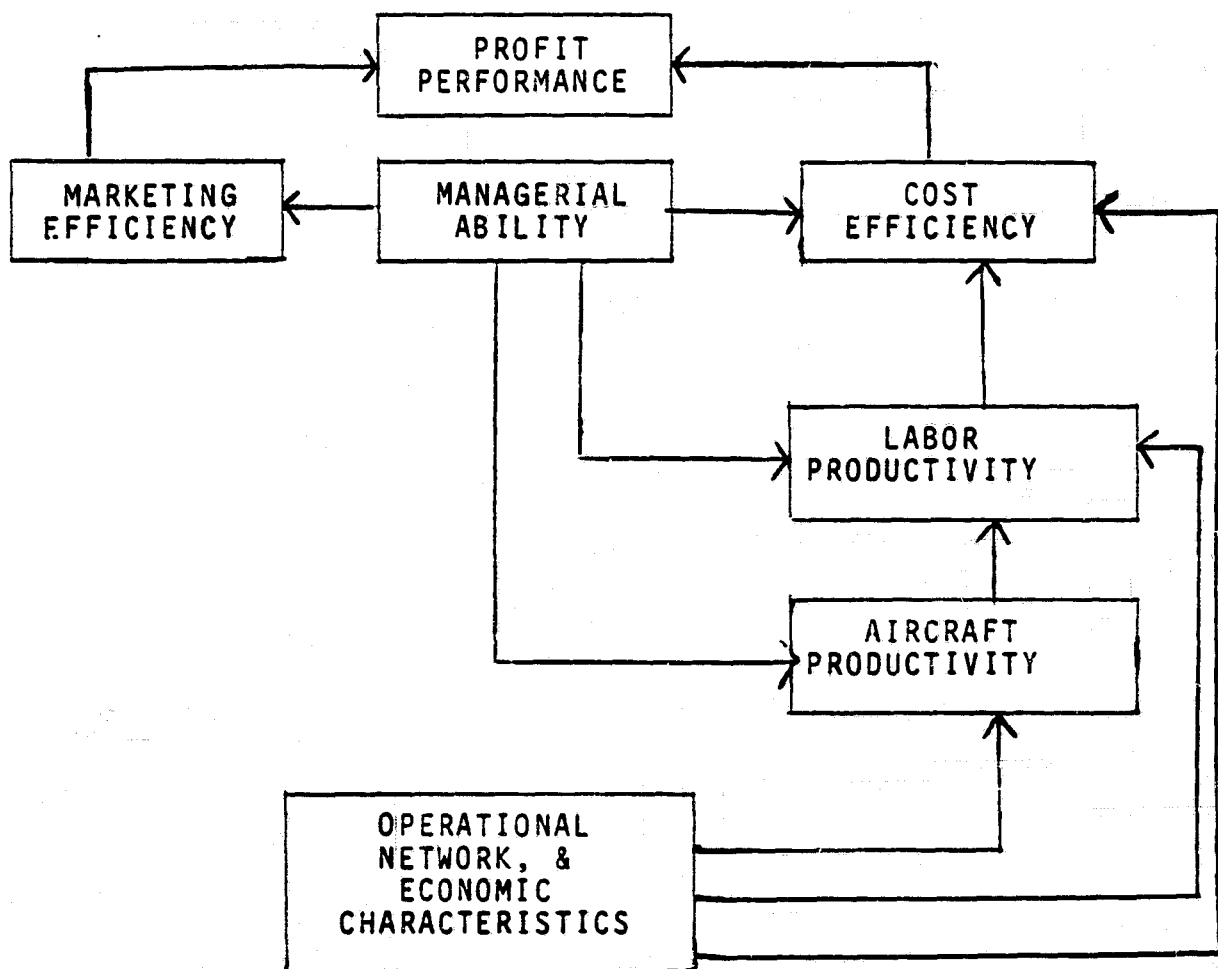 PROFIT
PERFORMANCE
MARKETING
EFFICIENCY
MANAGERIAL
ABILITY
COST
EFFICIENCY
LABOR
PRODUCTIVITY
AIRCRAFT
PRODUCTIVITY
OPERATIONAL
NETWORK, &
ECONOMIC
CHARACTERISTICS